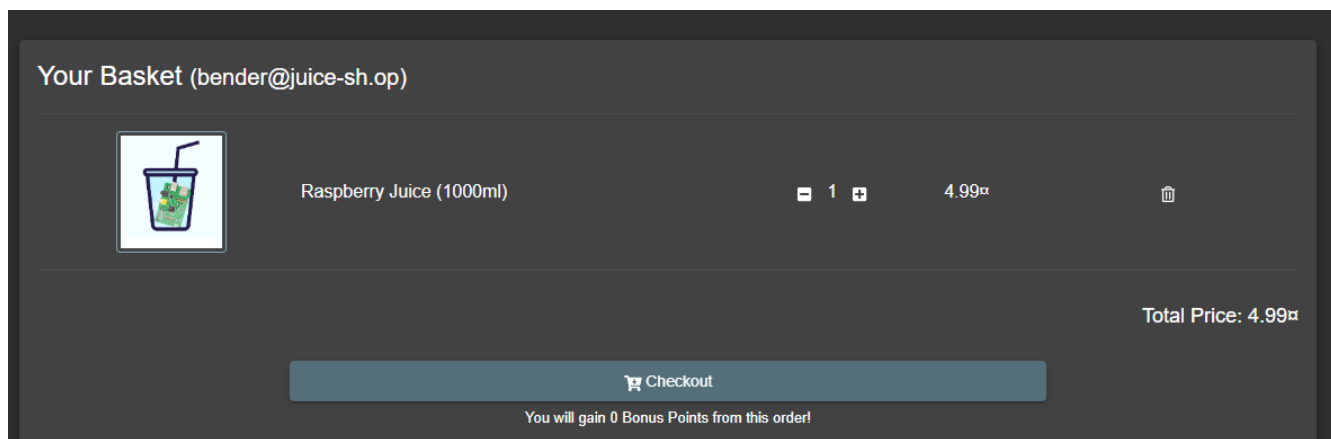 Your Basket (bender@juice-sh.op)
Raspberry Juice (1000ml) 1 4.99¤
Total Price: 4.99¤
Checkout
You will gain 0 Bonus Points from this order!